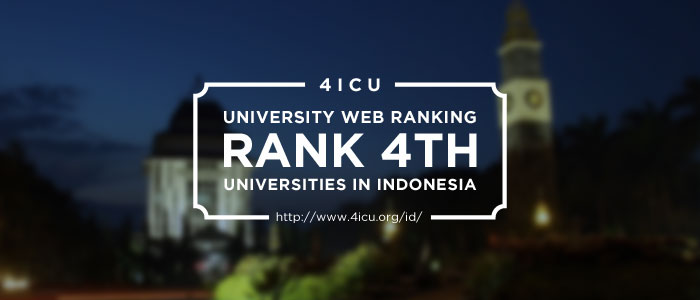 4ICU
UNIVERSITY WEB RANKING
RANK 4TH
UNIVERSITIES IN INDONESIA
http://www.4icu.org/id/